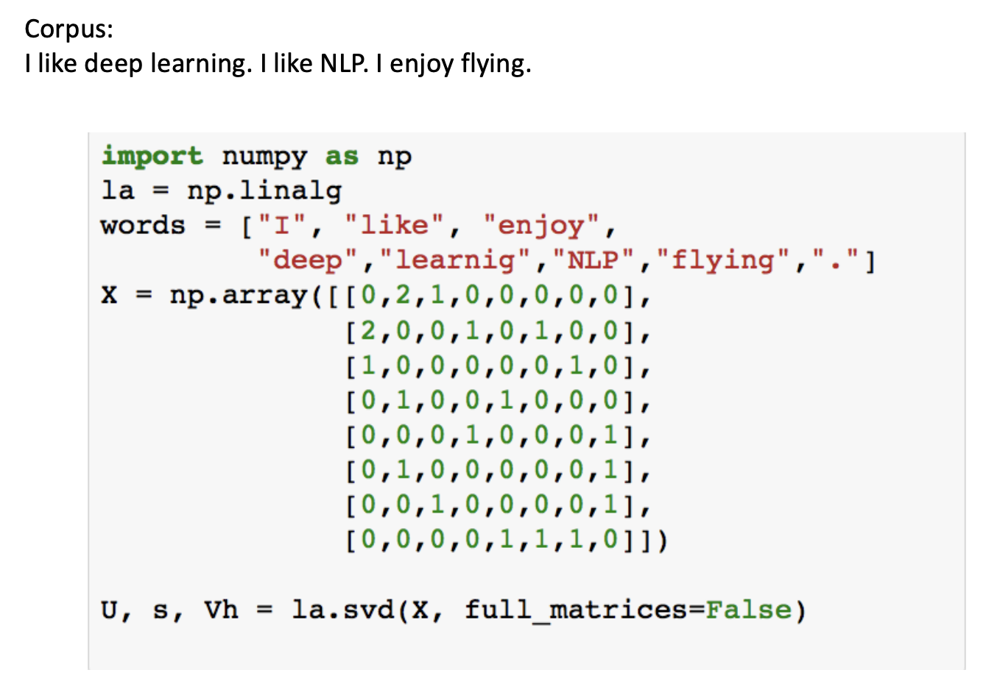 Corpus:
I like deep learning. I like NLP. I enjoy flying.
import numpy as np
la = np.linalg
words = ["I", "like", "enjoy",
         "deep","learnig","NLP","flying","."]
X = np.array([[0,2,1,0,0,0,0,0],
              [2,0,0,1,0,1,0,0],
              [1,0,0,0,0,0,1,0],
              [0,1,0,0,1,0,0,0],
              [0,0,0,1,0,0,0,1],
              [0,1,0,0,0,0,0,1],
              [0,0,1,0,0,0,0,1],
              [0,0,0,0,1,1,1,0]])
U, s, Vh = la.svd(X, full_matrices=False)